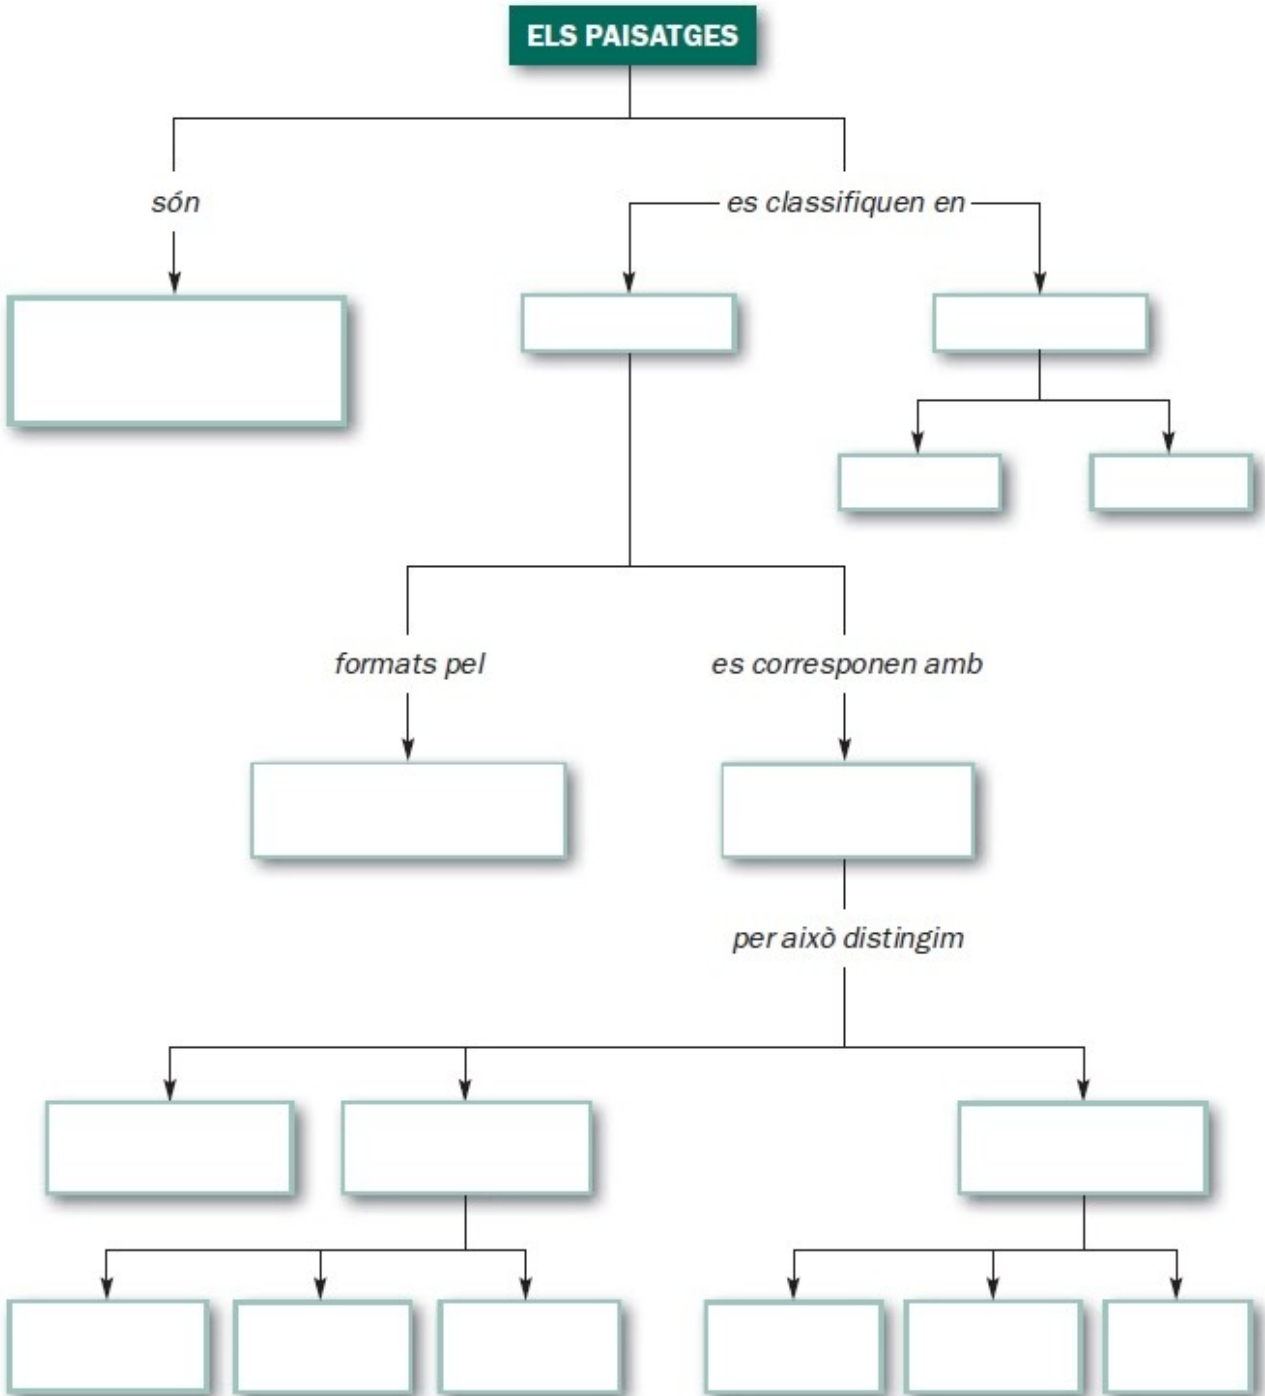 ELS PAISATGES
són
es classifiquen en
formats pel
es corresponen amb
per això distingim